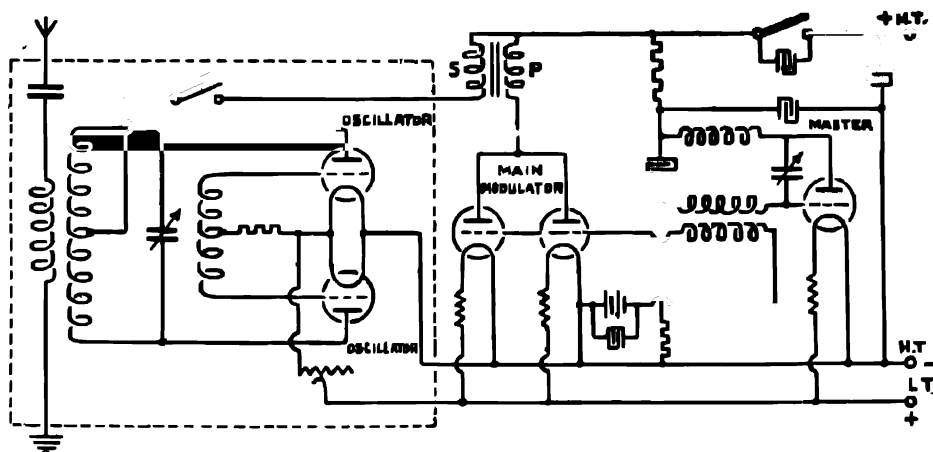 + H.T.
S P
OSCILLATOR
MASTER
MAIN
MODULATOR
OSCILLATOR
H.T
–
L T
+